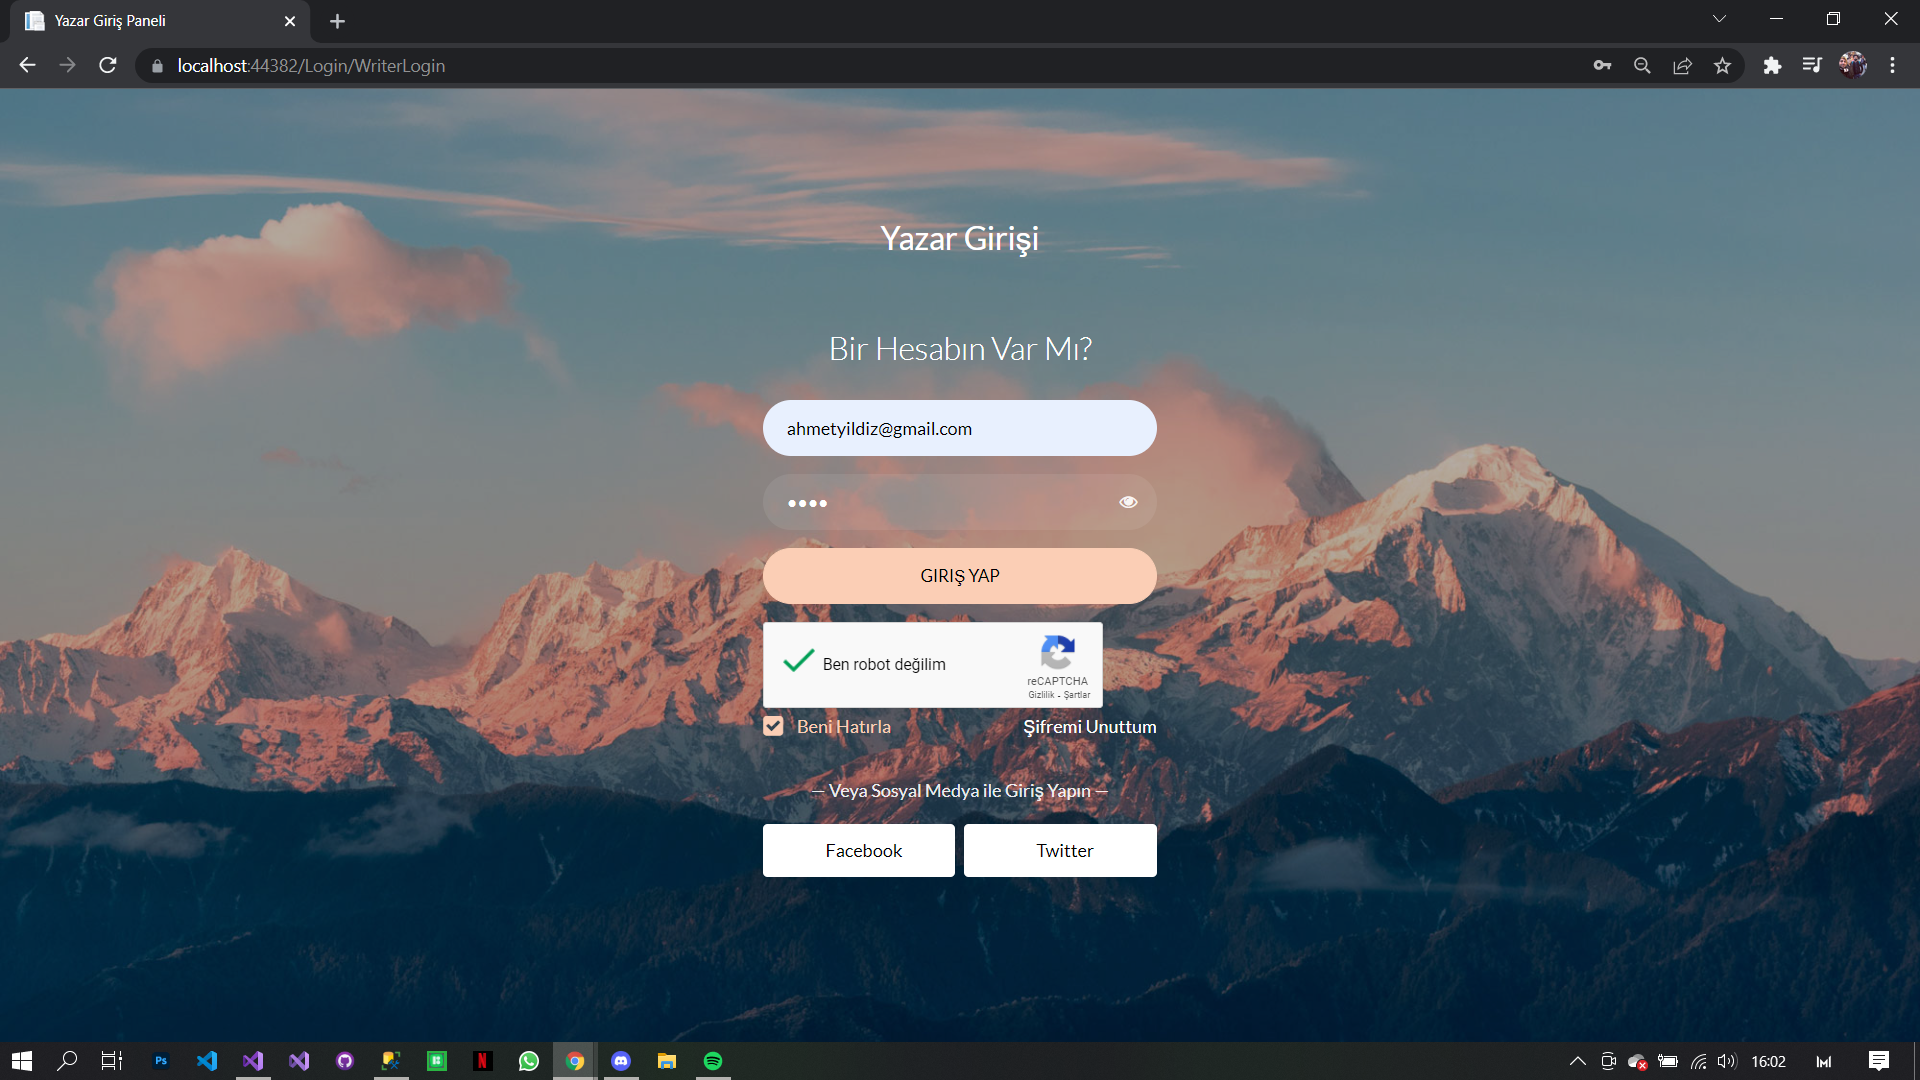 Yazar Giriş Paneli
localhost:44382/Login/WriterLogin
Yazar Girişi
Bir Hesabın Var Mı?
ahmetyildiz@gmail.com
GIRIŞ YAP
Ben robot değilim
reCAPTCHA
Gizlilik - Şartlar
Beni Hatırla
Şifremi Unuttum
— Veya Sosyal Medya ile Giriş Yapın —
Facebook
Twitter
Ps
N
16:02